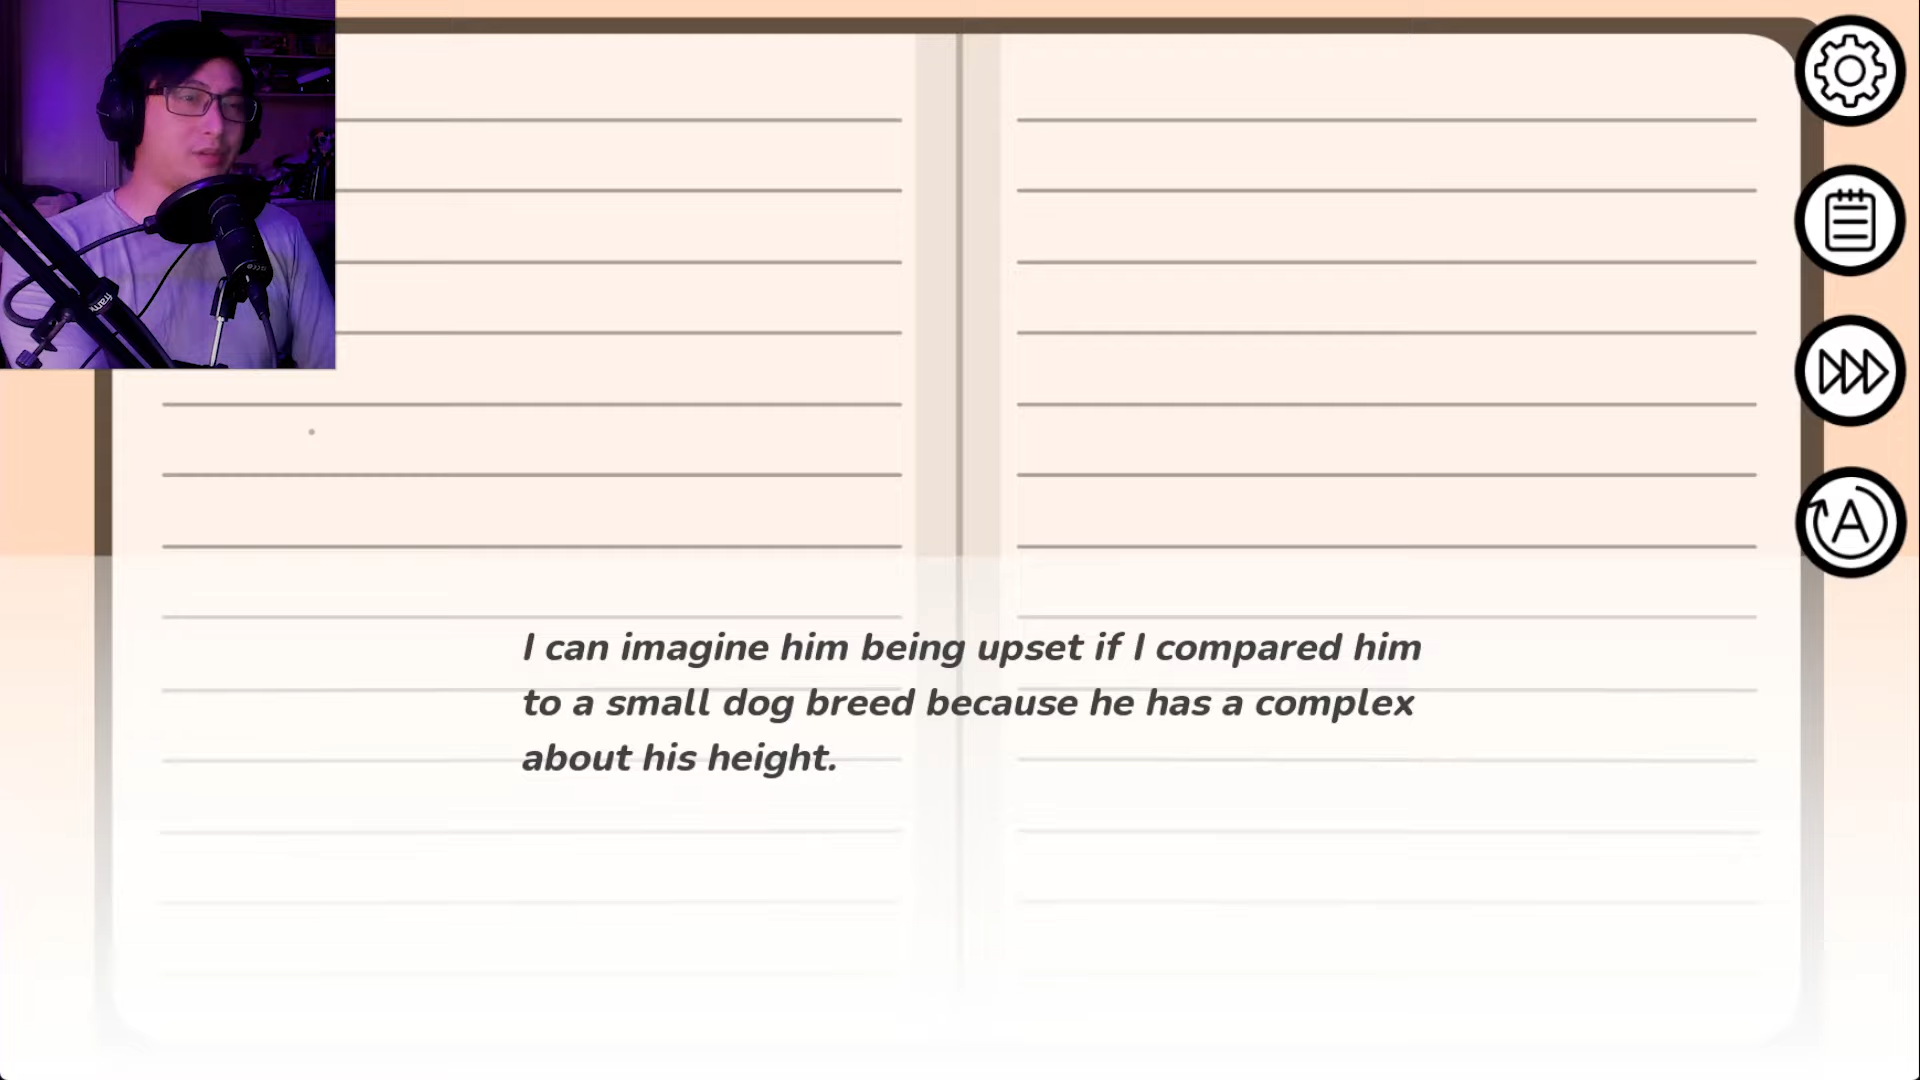 I can imagine him being upset if I compared him
to a small dog breed because he has a complex
about his height.
A